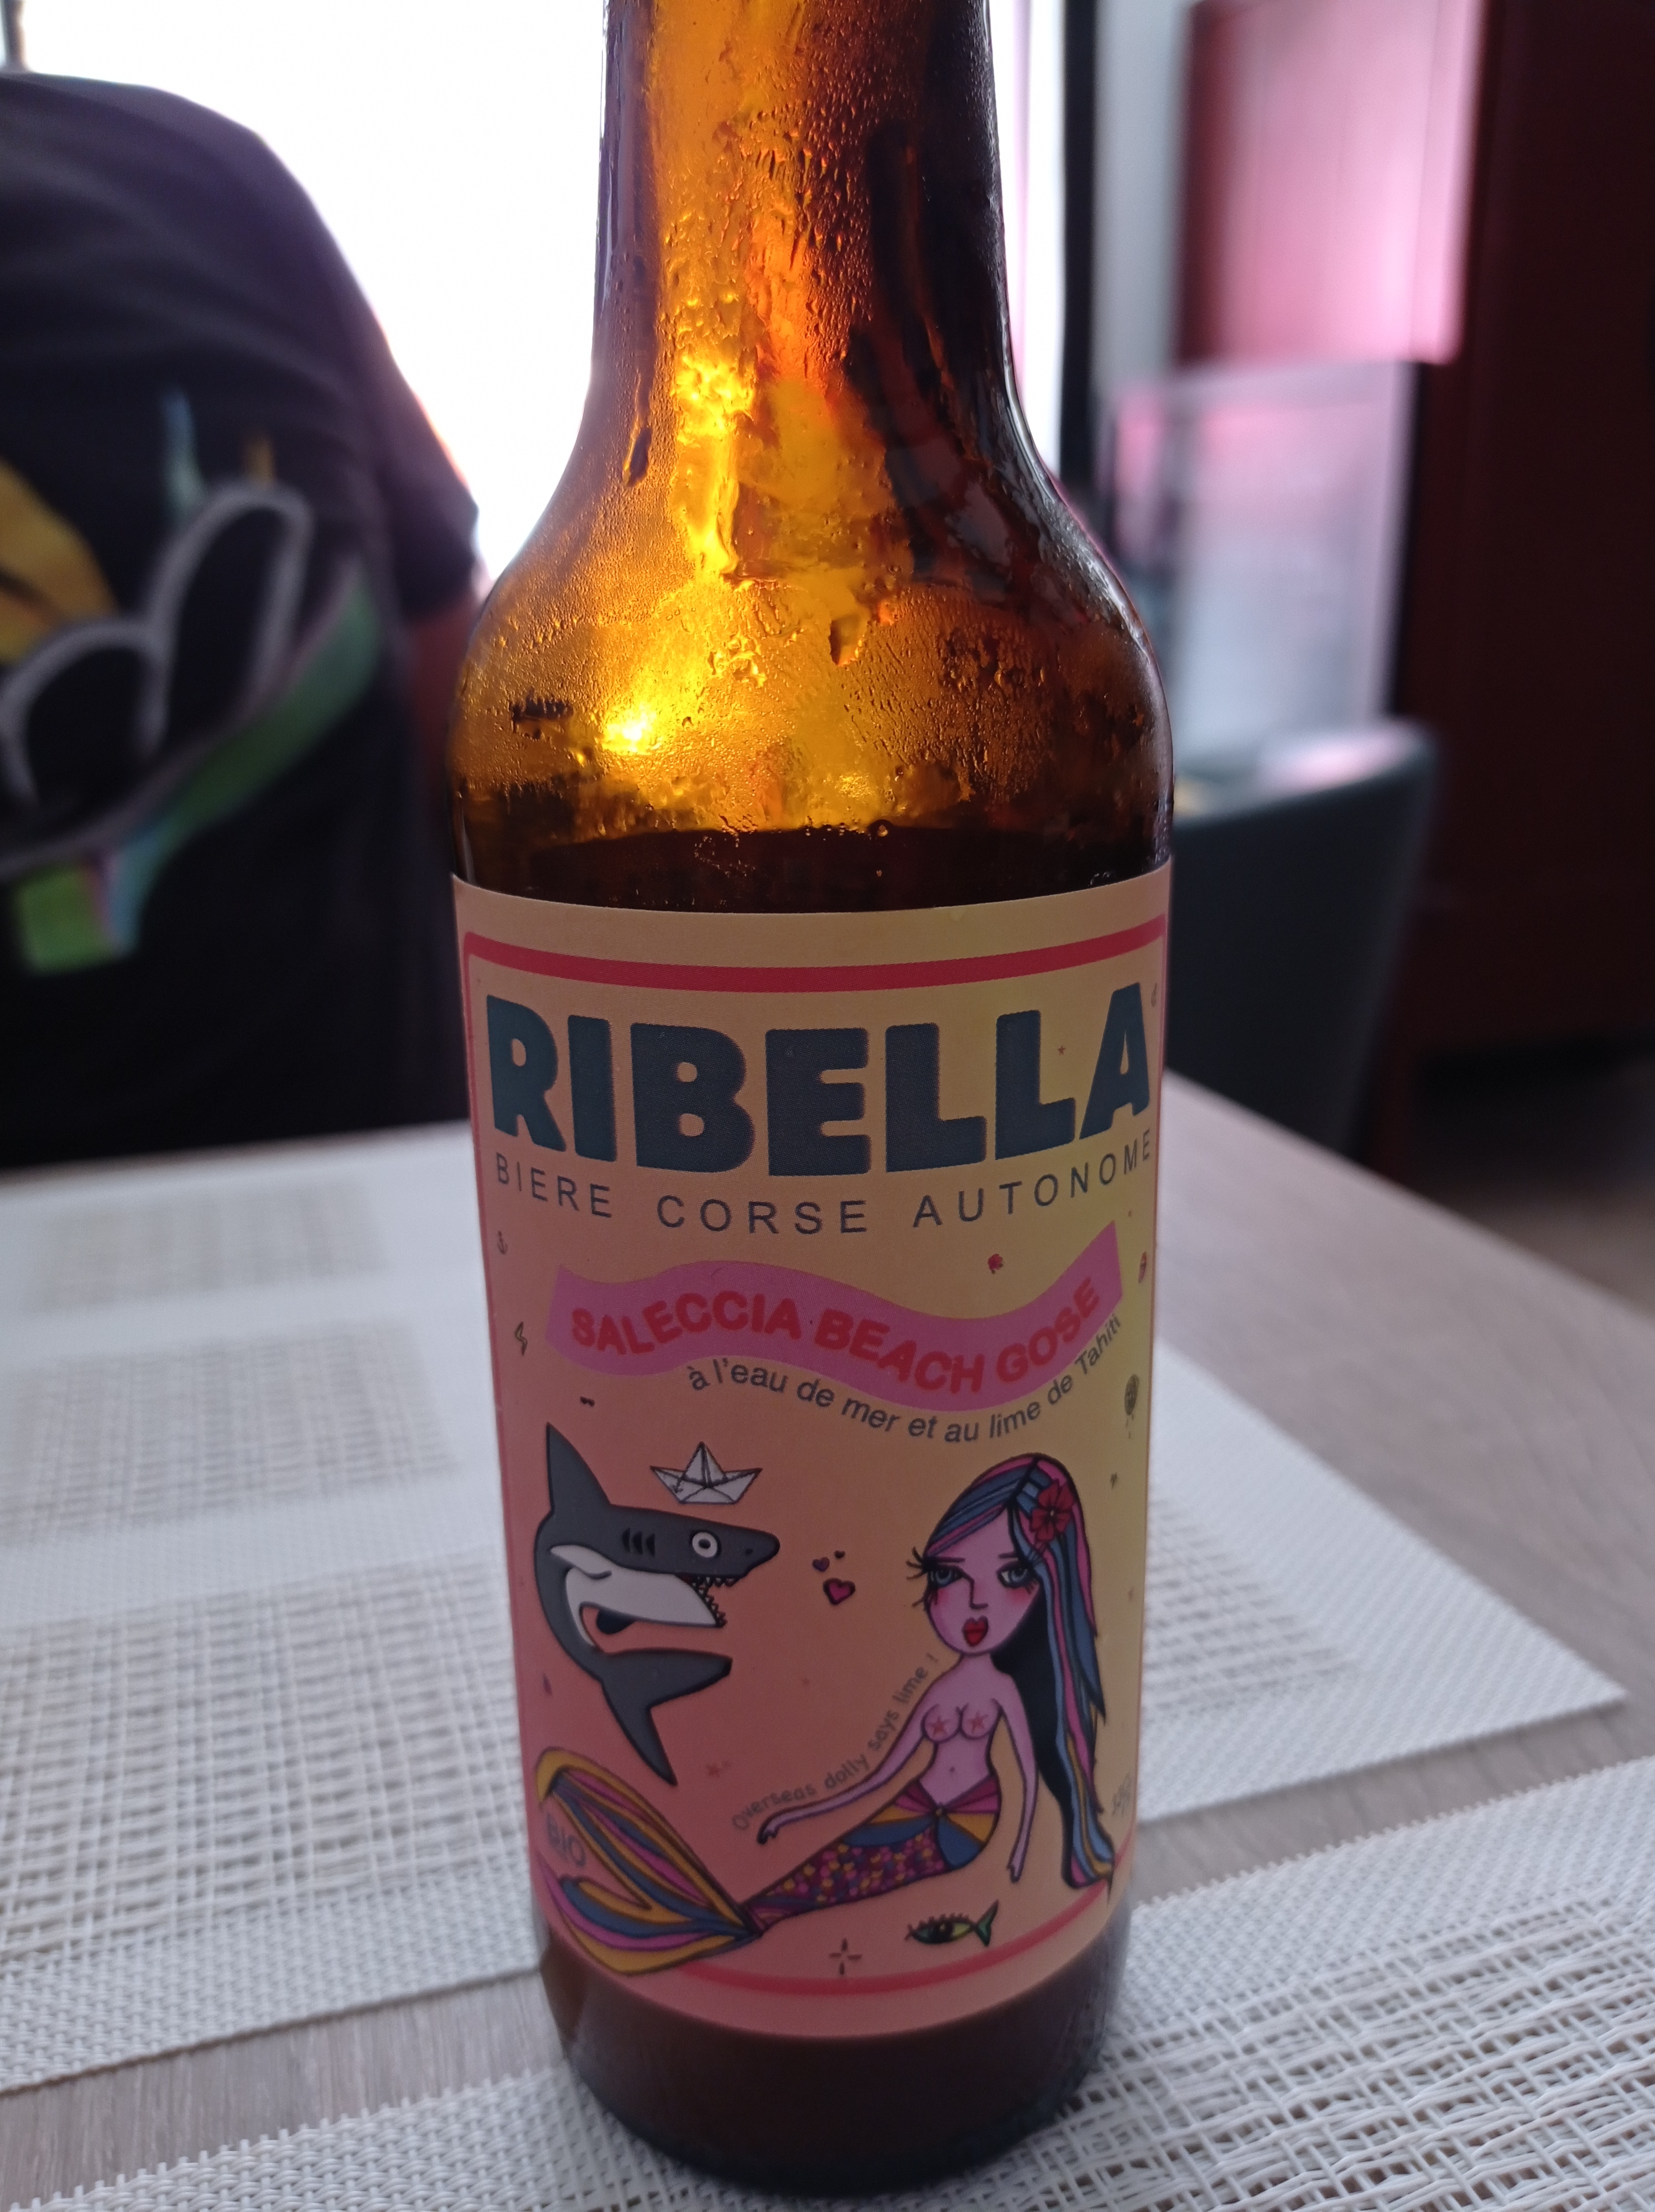 RIBELLA
BIERE CORSE AUTONOME
SALECCIA BEACH GOSE
à l'eau de mer et au lime de Tahiti
Overseas dolly says lime !
BIO